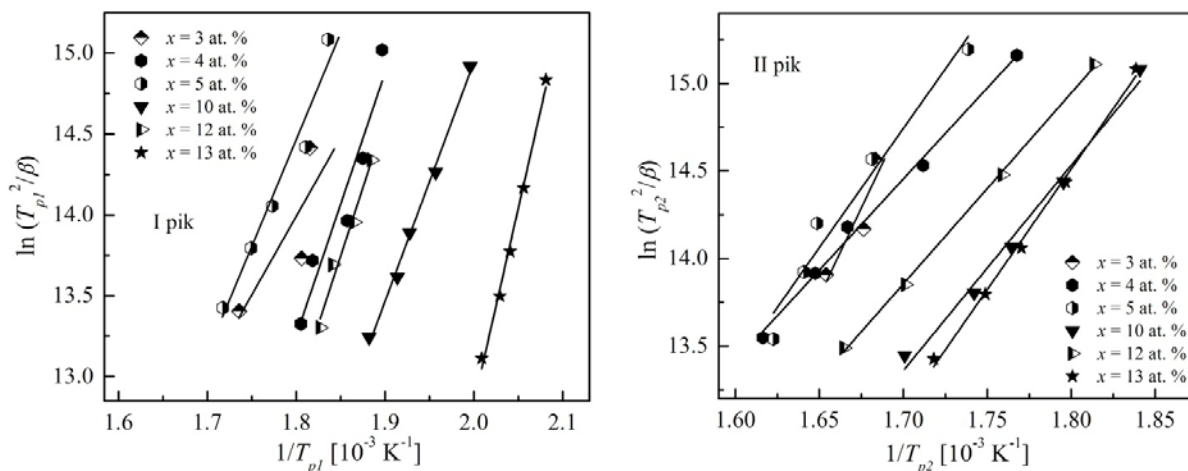 ln (T_p1^2/β)
15.0
14.5
14.0
13.5
13.0
x = 3 at. %
x = 4 at. %
x = 5 at. %
x = 10 at. %
x = 12 at. %
x = 13 at. %
I pik
1.6 1.7 1.8 1.9 2.0 2.1
1/T_p1 [10^-3 K^-1]
ln (T_p2^2/β)
15.0
14.5
14.0
13.5
II pik
x = 3 at. %
x = 4 at. %
x = 5 at. %
x = 10 at. %
x = 12 at. %
x = 13 at. %
1.60 1.65 1.70 1.75 1.80 1.85
1/T_p2 [10^-3 K^-1]